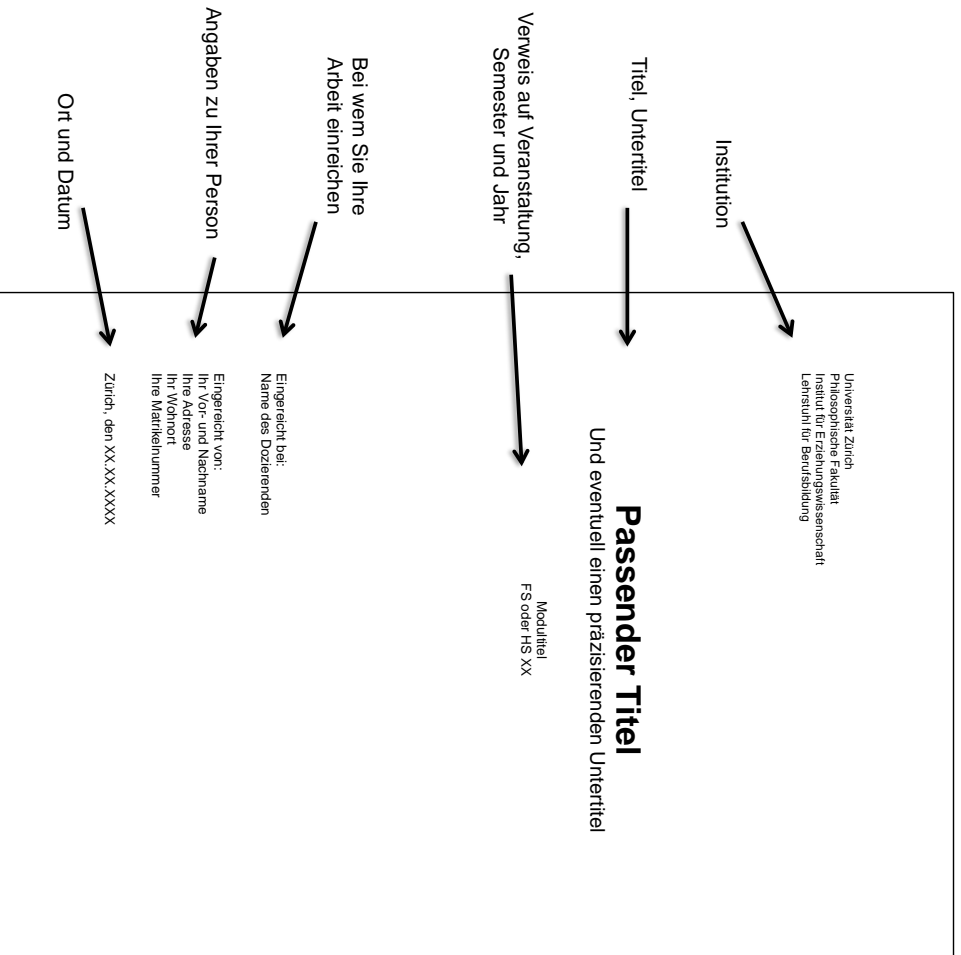 Institution
Universität Zürich
Philosophische Fakultät
Institut für Erziehungswissenschaft
Lehrstuhl für Berufsbildung
Titel, Untertitel
Passender Titel
Und eventuell einen präzisierenden Untertitel
Verweis auf Veranstaltung,
Semester und Jahr
Modultitel
FS oder HS XX
Bei wem Sie Ihre
Arbeit einreichen
Eingereicht bei:
Name des Dozierenden
Angaben zu Ihrer Person
Eingereicht von:
Ihr Vor- und Nachname
Ihre Adresse
Ihr Wohnort
Ihre Matrikelnummer
Ort und Datum
Zürich, den XX.XX.XXXX